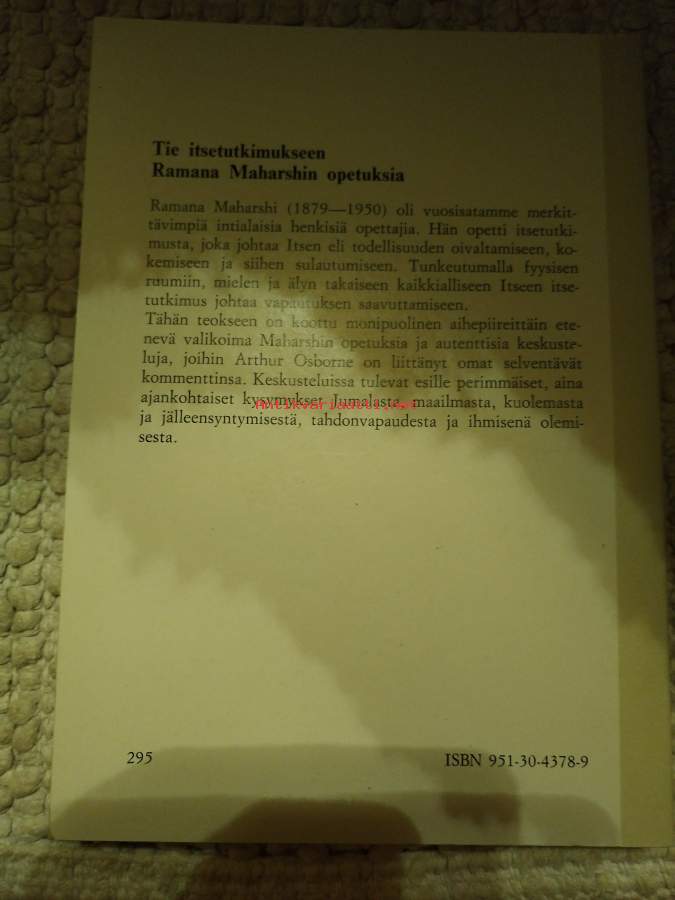 Tie itsetutkimukseen
Ramana Maharshin opetuksia
Ramana Maharshi (1879—1950) oli vuosisatamme merkit-
tävimpiä intialaisia henkisiä opettajia. Hän opetti itsetutki-
musta, joka johtaa Itsen eli todellisuuden oivaltamiseen, ko-
kemiseen ja siihen sulautumiseen. Tunkeutumalla fyysisen
ruumiin, mielen ja älyn takaiseen kaikkialliseen Itseen itse-
tutkimus johtaa vapautuksen saavuttamiseen.
Tähän teokseen on koottu monipuolinen aihepiireittäin ete-
nevä valikoima Maharshin opetuksia ja autenttisia keskuste-
luja, joihin Arthur Osborne on liittänyt omat selventävät
kommenttinsa. Keskusteluissa tulevat esille perimmäiset, aina
ajankohtaiset kysymykset Jumalasta, maailmasta, kuolemasta
Antikvariaatti.net
ja jälleensyntymisestä, tahdonvapaudesta ja ihmisenä olemi-
sesta.
295
ISBN 951-30-4378-9